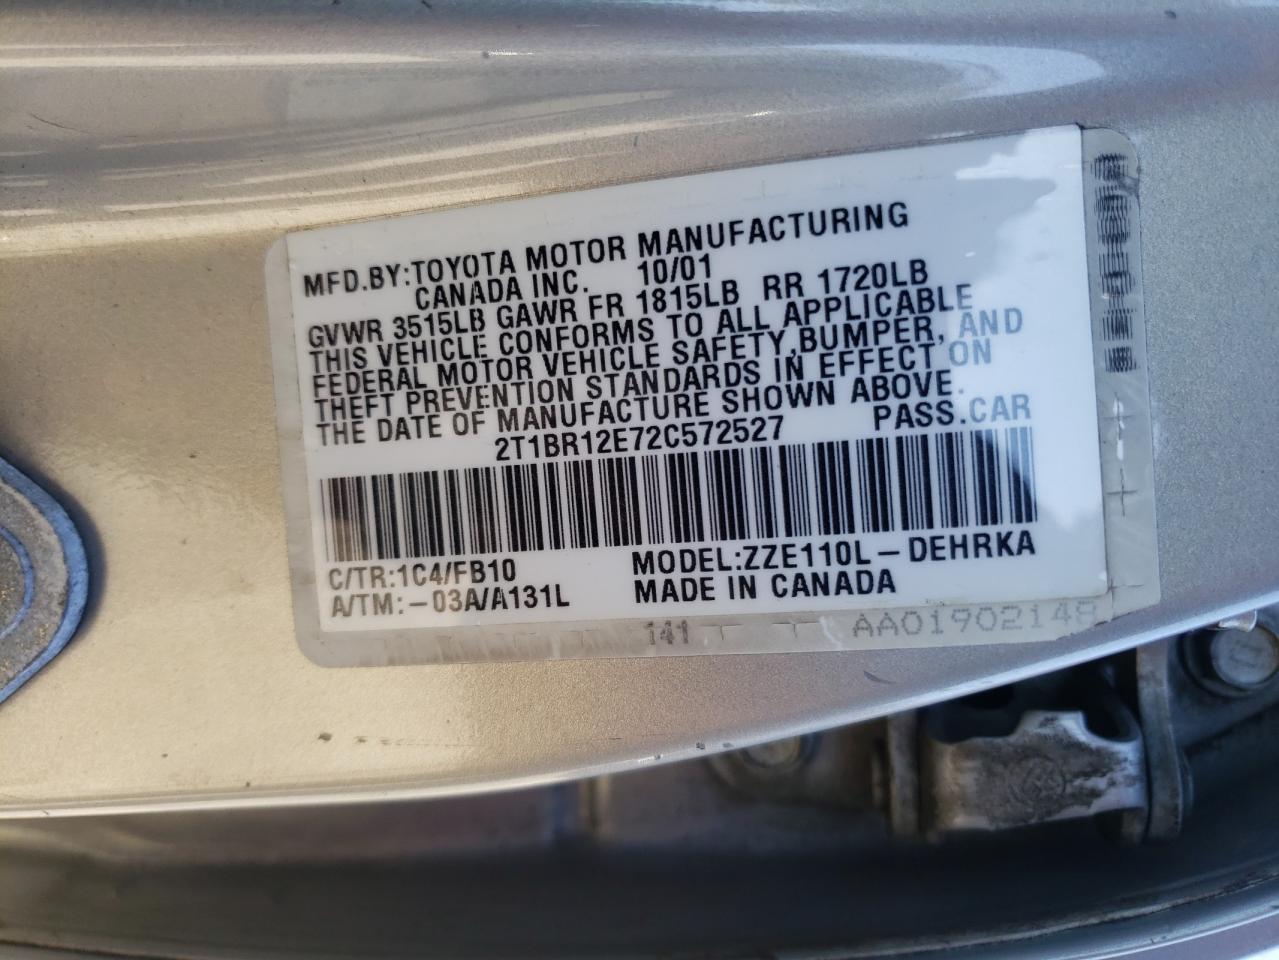 MFD.BY:TOYOTA MOTOR MANUFACTURING
CANADA INC. 10/01
GVWR 3515LB GAWR FR 1815LB RR 1720LB
THIS VEHICLE CONFORMS TO ALL APPLICABLE
FEDERAL MOTOR VEHICLE SAFETY,BUMPER,AND
THEFT PREVENTION STANDARDS IN EFFECT ON
THE DATE OF MANUFACTURE SHOWN ABOVE.
2T1BR12E72C572527 PASS.CAR
C/TR:1C4/FB10 MODEL:ZZE110L-DEHRKA
A/TM:-03A/A131L MADE IN CANADA
141 AA01902148